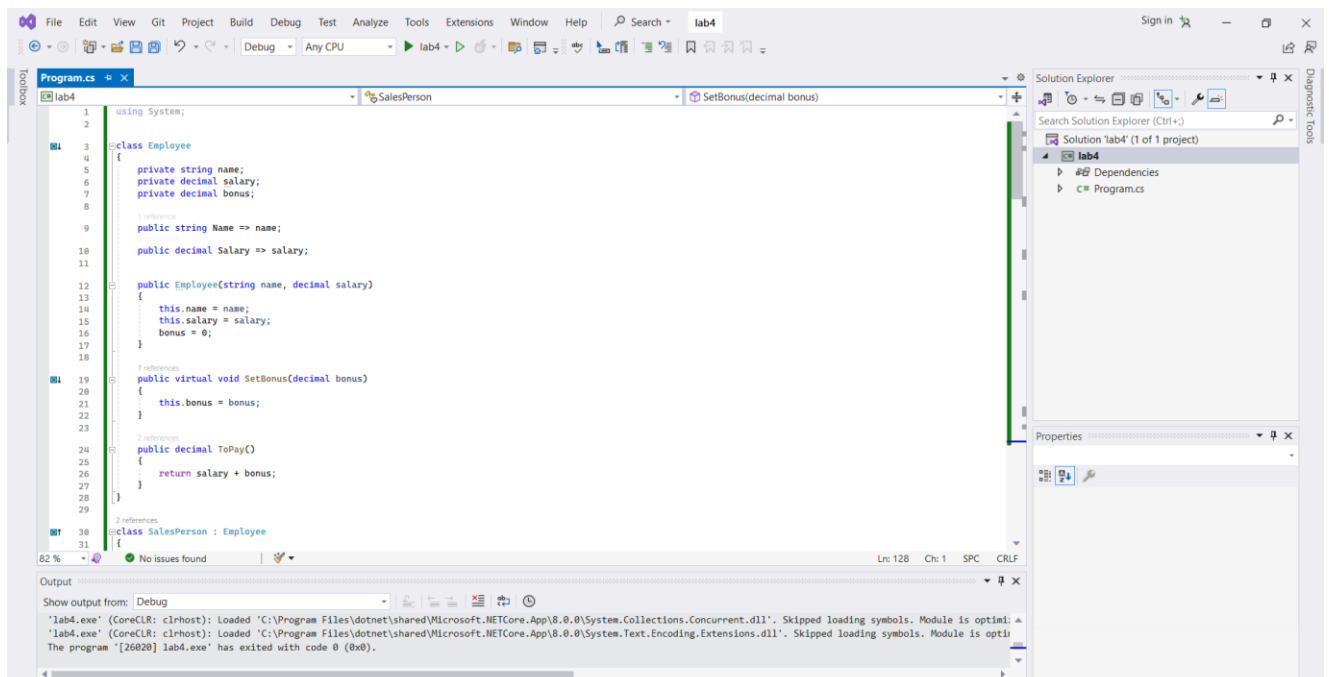 File Edit View Git Project Build Debug Test Analyze Tools Extensions Window Help Search lab4 Sign in
Debug Any CPU lab4
Toolbox
Program.cs
lab4 SalesPerson SetBonus(decimal bonus)
1 using System;
2
3 class Employee
4 {
5 private string name;
6 private decimal salary;
7 private decimal bonus;
8
1 reference
9 public string Name => name;
10 public decimal Salary => salary;
11
12 public Employee(string name, decimal salary)
13 {
14 this.name = name;
15 this.salary = salary;
16 bonus = 0;
17 }
18
7 references
19 public virtual void SetBonus(decimal bonus)
20 {
21 this.bonus = bonus;
22 }
23
2 references
24 public decimal ToPay()
25 {
26 return salary + bonus;
27 }
28 }
29
2 references
30 class SalesPerson : Employee
31 {
82 % No issues found Ln: 128 Ch: 1 SPC CRLF
Output
Show output from: Debug
'lab4.exe' (CoreCLR: clrhost): Loaded 'C:\Program Files\dotnet\shared\Microsoft.NETCore.App\8.0.0\System.Collections.Concurrent.dll'. Skipped loading symbols. Module is optimi
'lab4.exe' (CoreCLR: clrhost): Loaded 'C:\Program Files\dotnet\shared\Microsoft.NETCore.App\8.0.0\System.Text.Encoding.Extensions.dll'. Skipped loading symbols. Module is opti
The program '[26020] lab4.exe' has exited with code 0 (0x0).
Solution Explorer
Search Solution Explorer (Ctrl+;)
Solution 'lab4' (1 of 1 project)
lab4
Dependencies
C# Program.cs
Properties
Diagnostic Tools